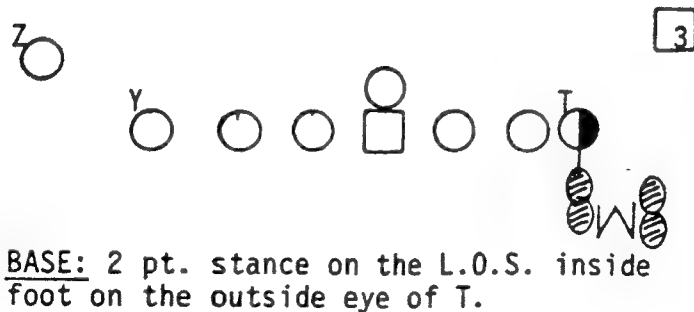 Z
3
Y
T
W
BASE: 2 pt. stance on the L.O.S. inside
foot on the outside eye of T.